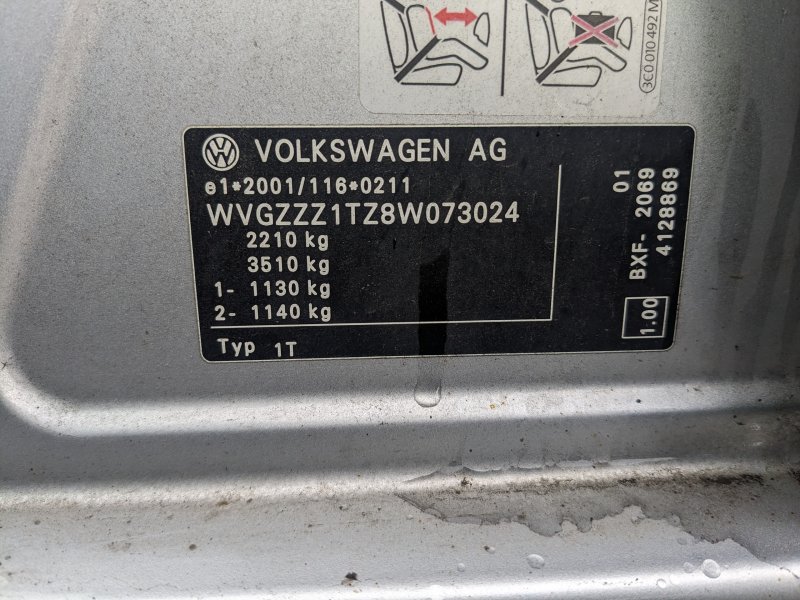 3C0 010 492 M
VOLKSWAGEN AG
e1*2001/116*0211
WVGZZZ1TZ8W073024
2210 kg
3510 kg
1- 1130 kg
2- 1140 kg
Typ 1T
01
BXF- 2069
4128869
1.00